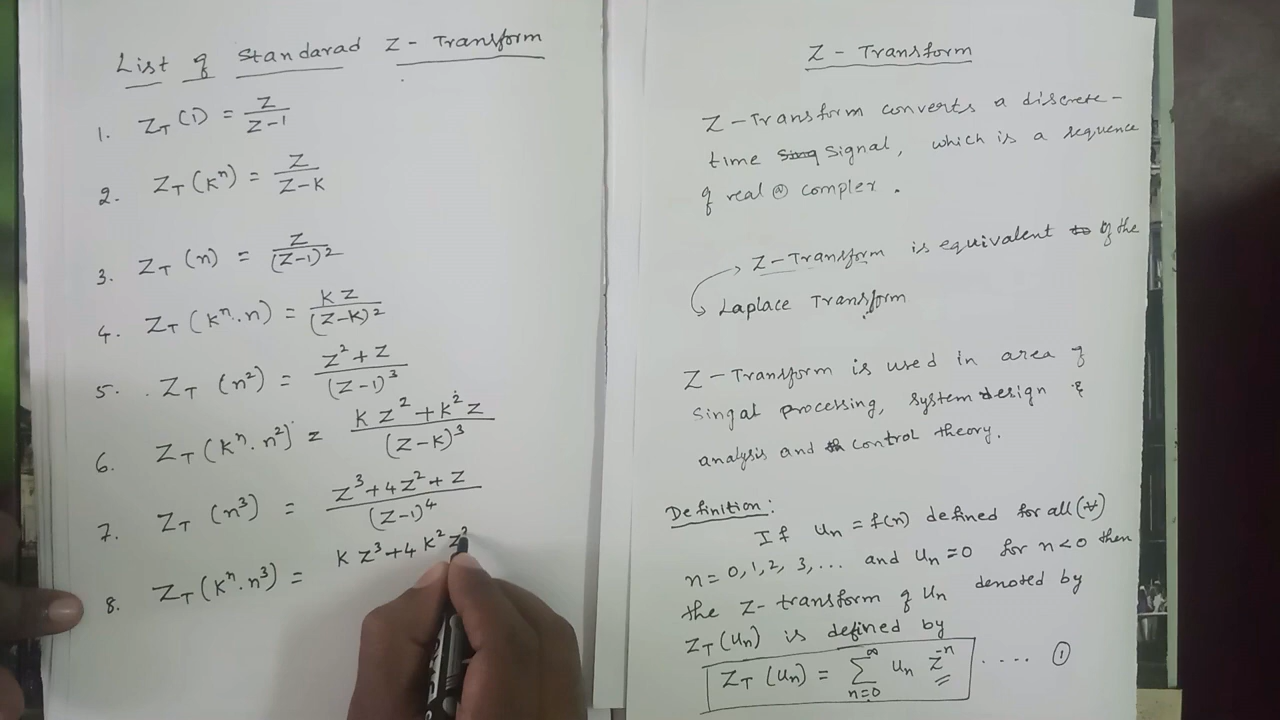 List of Standarad Z - Transform
1. Z_T (1) = Z / Z-1
2. Z_T (k^n) = Z / Z-k
3. Z_T (n) = Z / (Z-1)^2
4. Z_T (k^n . n) = kZ / (Z-k)^2
5. Z_T (n^2) = Z^2 + Z / (Z-1)^3
6. Z_T (k^n . n^2) = kZ^2 + k^2 Z / (Z-k)^3
7. Z_T (n^3) = Z^3 + 4Z^2 + Z / (Z-1)^4
8. Z_T (k^n . n^3) = kZ^3 + 4k^2 Z^2
Z - Transform
Z - Transform converts a discrete -
time Sing Signal, which is a sequence
of real or complex .
Z - Transform is equivalent to of the
Laplace Transform
Z - Transform is used in area of
Singal processing, system design &
analysis and control theory.
Definition :
If u_n = f(n) defined for all (∀)
n = 0, 1, 2, 3, ... and u_n = 0 for n < 0 then
the Z - transform of u_n denoted by
Z_T (u_n) is defined by
Z_T (u_n) = ∑_{n=0}^{∞} u_n z^{-n} ..... ①